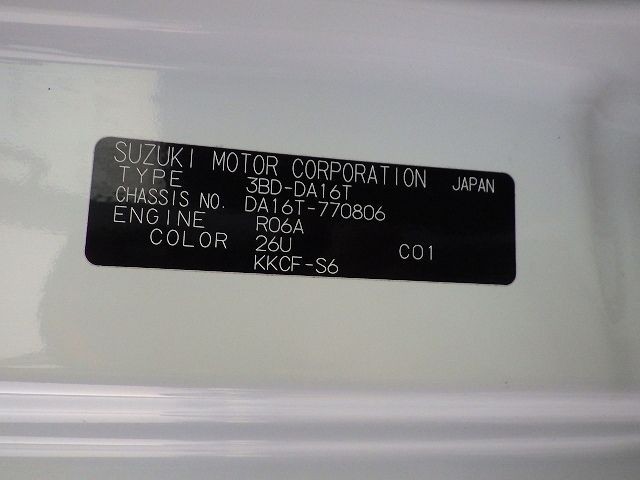 SUZUKI MOTOR CORPORATION JAPAN
TYPE 3BD-DA16T
CHASSIS NO. DA16T-770806
ENGINE R06A
COLOR 26U C01
KKCF-S6